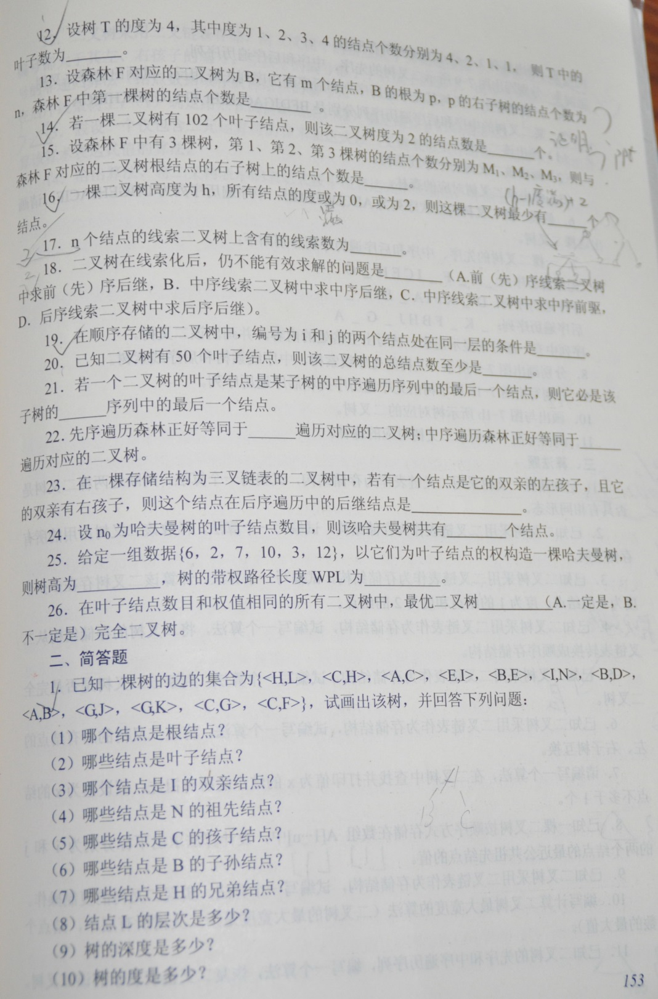 12. 设树 T 的度为 4，其中度为 1、2、3、4 的结点个数分别为 4、2、1、1， 则 T 中的
叶子数为______。
13. 设森林 F 对应的二叉树为 B，它有 m 个结点，B 的根为 p，p 的右子树的结点个数为
n，森林 F 中第一棵树的结点个数是______。
14. 若一棵二叉树有 102 个叶子结点，则该二叉树度为 2 的结点数是______个。
证明
ppt
15. 设森林 F 中有 3 棵树，第 1、第 2、第 3 棵树的结点个数分别为 M₁、M₂、M₃，则与
森林 F 对应的二叉树根结点的右子树上的结点个数是______。
16. 一棵二叉树高度为 h，所有结点的度或为 0，或为 2，则这棵二叉树最少有______个
结点。
17. n 个结点的线索二叉树上含有的线索数为______。
18. 二叉树在线索化后，仍不能有效求解的问题是______（A.前（先）序线索二叉树
中求前（先）序后继，B．中序线索二叉树中求中序后继，C．中序线索二叉树中求中序前驱，
D．后序线索二叉树中求后序后继）。
19. 在顺序存储的二叉树中，编号为 i 和 j 的两个结点处在同一层的条件是______。
20. 已知二叉树有 50 个叶子结点，则该二叉树的总结点数至少是______。
21. 若一个二叉树的叶子结点是某子树的中序遍历序列中的最后一个结点，则它必是该
子树的______序列中的最后一个结点。
22. 先序遍历森林正好等同于______遍历对应的二叉树；中序遍历森林正好等同于______
遍历对应的二叉树。
23. 在一棵存储结构为三叉链表的二叉树中，若有一个结点是它的双亲的左孩子，且它
的双亲有右孩子，则这个结点在后序遍历中的后继结点是____________。
24. 设 n₀ 为哈夫曼树的叶子结点数目，则该哈夫曼树共有______个结点。
25. 给定一组数据{6，2，7，10，3，12}，以它们为叶子结点的权构造一棵哈夫曼树，
则树高为________，树的带权路径长度 WPL 为________。
26. 在叶子结点数目和权值相同的所有二叉树中，最优二叉树________（A.一定是，B.
不一定是）完全二叉树。
二、简答题
1. 已知一棵树的边的集合为{<H,L>，<C,H>，<A,C>，<E,I>，<B,E>，<I,N>，<B,D>，
<A,B>，<G,J>，<G,K>，<C,G>，<C,F>}，试画出该树，并回答下列问题：
（1）哪个结点是根结点？
（2）哪些结点是叶子结点？
（3）哪个结点是 I 的双亲结点？
（4）哪些结点是 N 的祖先结点？
（5）哪些结点是 C 的孩子结点？
（6）哪些结点是 B 的子孙结点？
（7）哪些结点是 H 的兄弟结点？
（8）结点 L 的层次是多少？
（9）树的深度是多少？
（10）树的度是多少？
A
B C
153